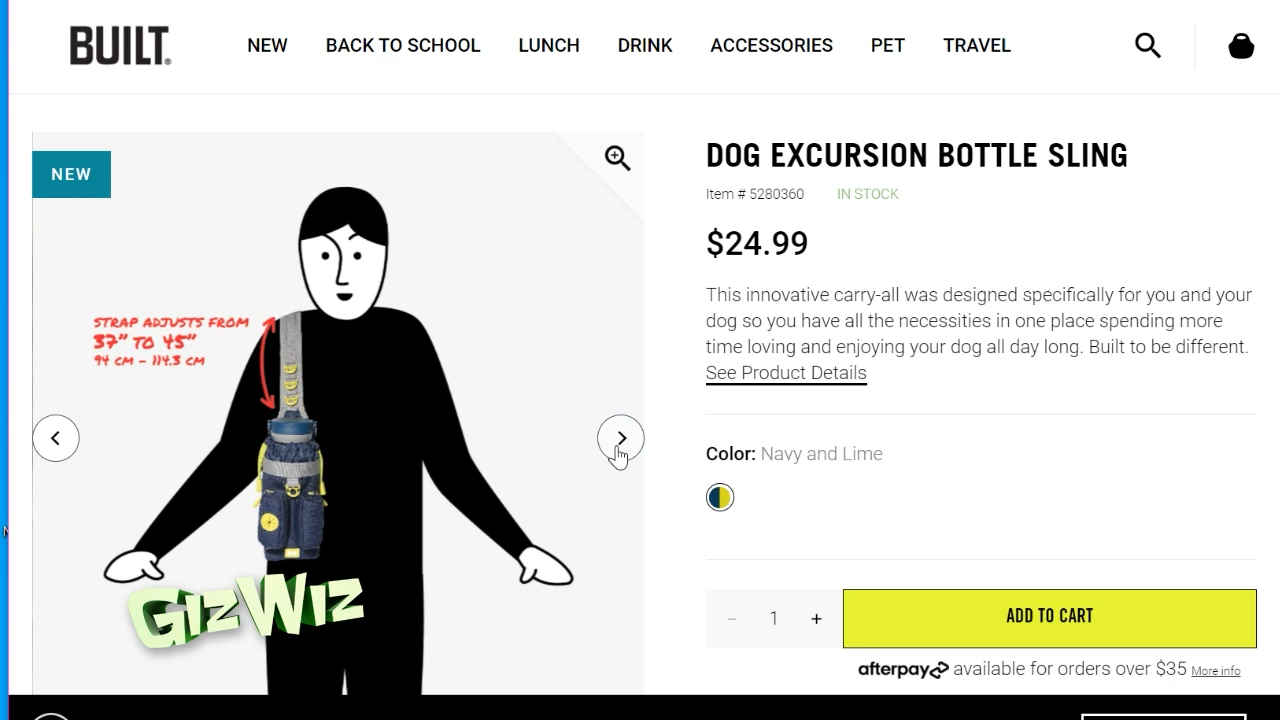 BUILT®
NEW
BACK TO SCHOOL
LUNCH
DRINK
ACCESSORIES
PET
TRAVEL
NEW
STRAP ADJUSTS FROM
37" TO 45"
94 CM – 114.3 CM
GIZWIZ
DOG EXCURSION BOTTLE SLING
Item # 5280360
IN STOCK
$24.99
This innovative carry-all was designed specifically for you and your
dog so you have all the necessities in one place spending more
time loving and enjoying your dog all day long. Built to be different.
See Product Details
Color: Navy and Lime
− 1 +
ADD TO CART
afterpay available for orders over $35 More info